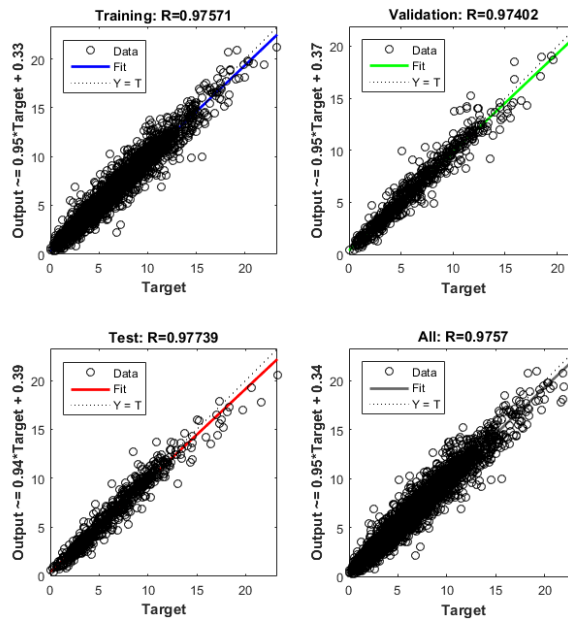 Training: R=0.97571
Output ~= 0.95*Target + 0.33
Data
Fit
Y = T
20
15
10
5
0
0 5 10 15 20
Target
Validation: R=0.97402
Output ~= 0.95*Target + 0.37
Data
Fit
Y = T
20
15
10
5
0
0 5 10 15 20
Target
Test: R=0.97739
Output ~= 0.94*Target + 0.39
Data
Fit
Y = T
20
15
10
5
0
0 5 10 15 20
Target
All: R=0.9757
Output ~= 0.95*Target + 0.34
Data
Fit
Y = T
20
15
10
5
0
0 5 10 15 20
Target